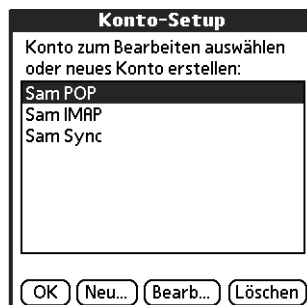 Konto-Setup
Konto zum Bearbeiten auswählen
oder neues Konto erstellen:
Sam POP
Sam IMAP
Sam Sync
OK Neu... Bearb... Löschen